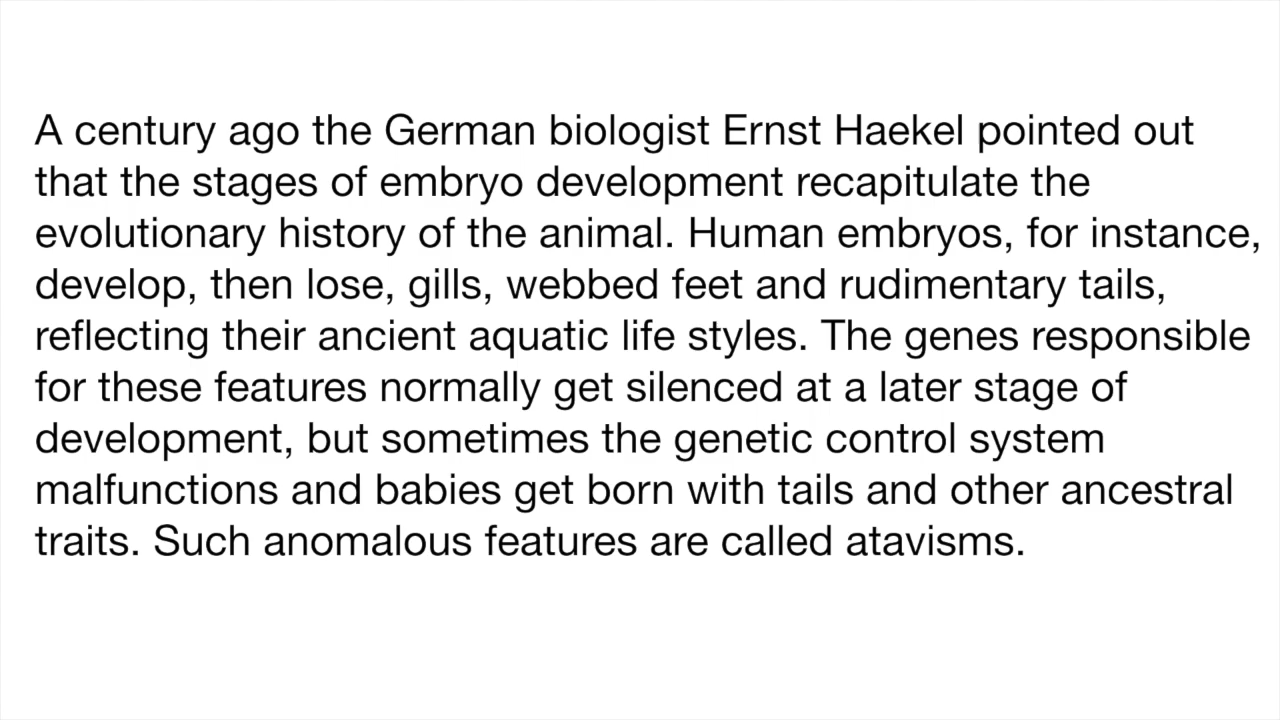 A century ago the German biologist Ernst Haekel pointed out
that the stages of embryo development recapitulate the
evolutionary history of the animal. Human embryos, for instance,
develop, then lose, gills, webbed feet and rudimentary tails,
reflecting their ancient aquatic life styles. The genes responsible
for these features normally get silenced at a later stage of
development, but sometimes the genetic control system
malfunctions and babies get born with tails and other ancestral
traits. Such anomalous features are called atavisms.